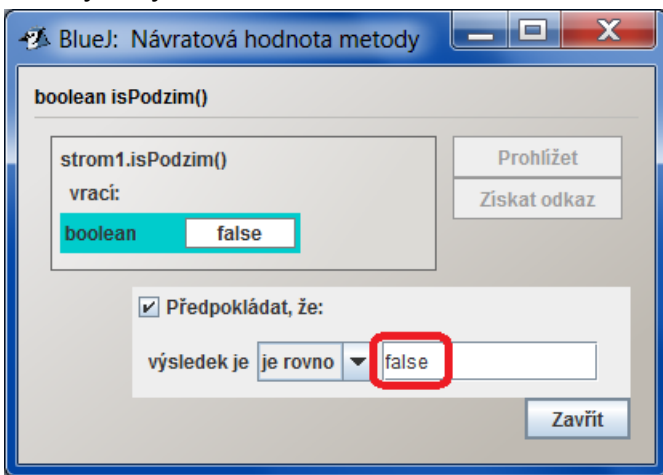 BlueJ: Návratová hodnota metody
boolean isPodzim()
strom1.isPodzim()
vrací:
boolean false
Prohlížet
Získat odkaz
Předpokládat, že:
výsledek je je rovno false
Zavřít